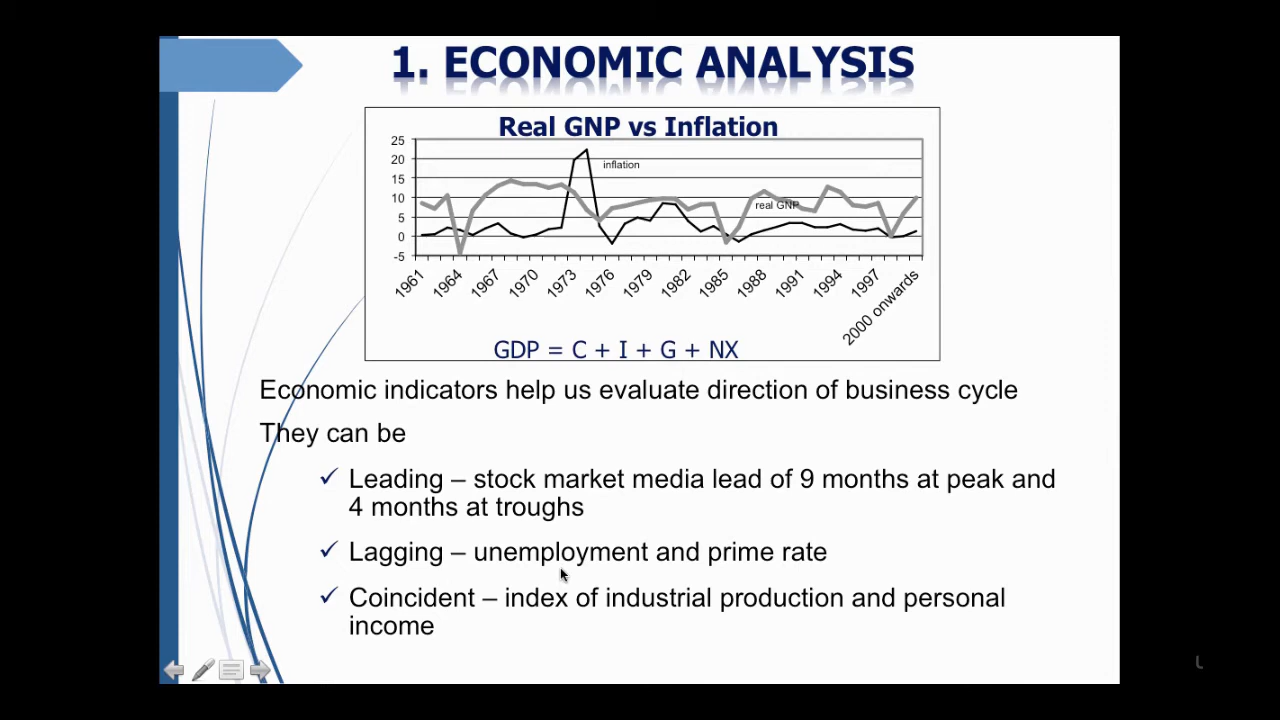 1. ECONOMIC ANALYSIS
Real GNP vs Inflation
25
20
15
10
5
0
-5
inflation
real GNP
1961
1964
1967
1970
1973
1976
1979
1982
1985
1988
1991
1994
1997
2000 onwards
GDP = C + I + G + NX
Economic indicators help us evaluate direction of business cycle
They can be
✓ Leading – stock market media lead of 9 months at peak and
4 months at troughs
✓ Lagging – unemployment and prime rate
✓ Coincident – index of industrial production and personal
income